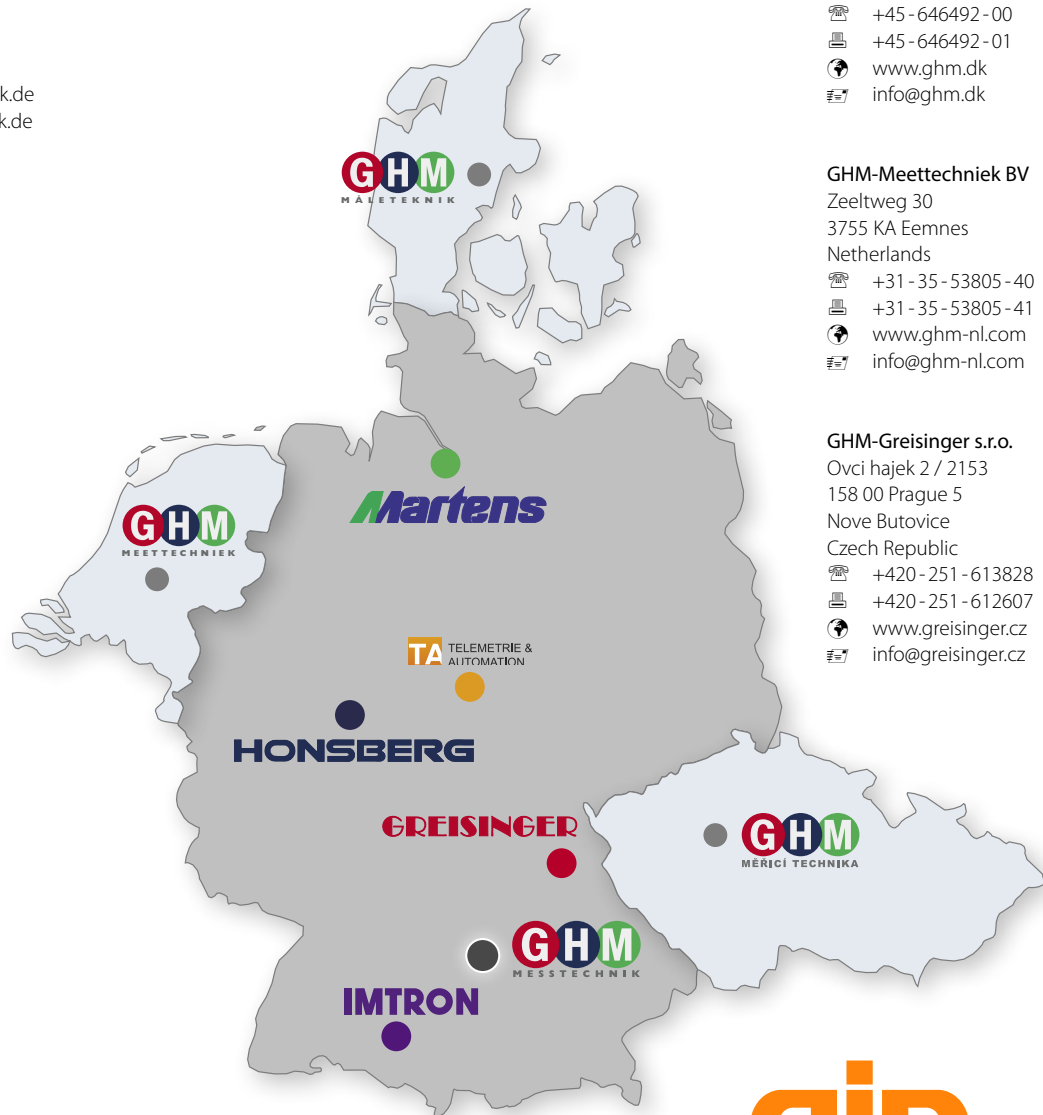 k.de
k.de
+45-646492-00
+45-646492-01
www.ghm.dk
info@ghm.dk
GHM-Meettechniek BV
Zeeltweg 30
3755 KA Eemnes
Netherlands
+31-35-53805-40
+31-35-53805-41
www.ghm-nl.com
info@ghm-nl.com
GHM-Greisinger s.r.o.
Ovci hajek 2 / 2153
158 00 Prague 5
Nove Butovice
Czech Republic
+420-251-613828
+420-251-612607
www.greisinger.cz
info@greisinger.cz
GHM
MÅLETEKNIK
Martens
GHM
MEETTECHNIEK
TA TELEMETRIE &
AUTOMATION
HONSBERG
GREISINGER
GHM
MĚŘICÍ TECHNIKA
GHM
MESSTECHNIK
IMTRON